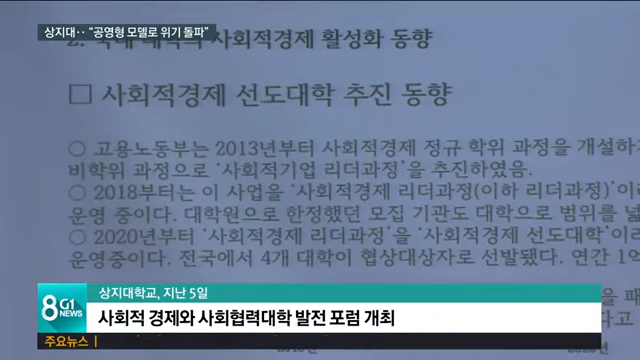 상지대‥ "공영형 모델로 위기 돌파"
사회적경제 활성화 동향
□ 사회적경제 선도대학 추진 동향
○ 고용노동부는 2013년부터 사회적경제 정규 학위 과정을 개설하
비학위 과정으로 '사회적기업 리더과정'을 추진하였음.
○ 2018부터는 이 사업을 '사회적경제 리더과정(이하 리더과정)'이
운영 중이다. 대학원으로 한정했던 모집 기관도 대학으로 범위를
○ 2020년부터 '사회적경제 리더과정'을 '사회적경제 선도대학'이
운영중이다. 전국에서 4개 대학이 협상대상자로 선발됐다. 연간 1
상지대학교, 지난 5일
8 G1 NEWS
사회적 경제와 사회협력대학 발전 포럼 개최
주요뉴스